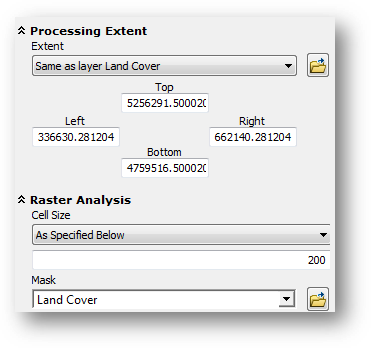 Processing Extent
Extent
Same as layer Land Cover
Top
5256291.500020
Left
Right
336630.281204
662140.281204
Bottom
4759516.500020
Raster Analysis
Cell Size
As Specified Below
200
Mask
Land Cover